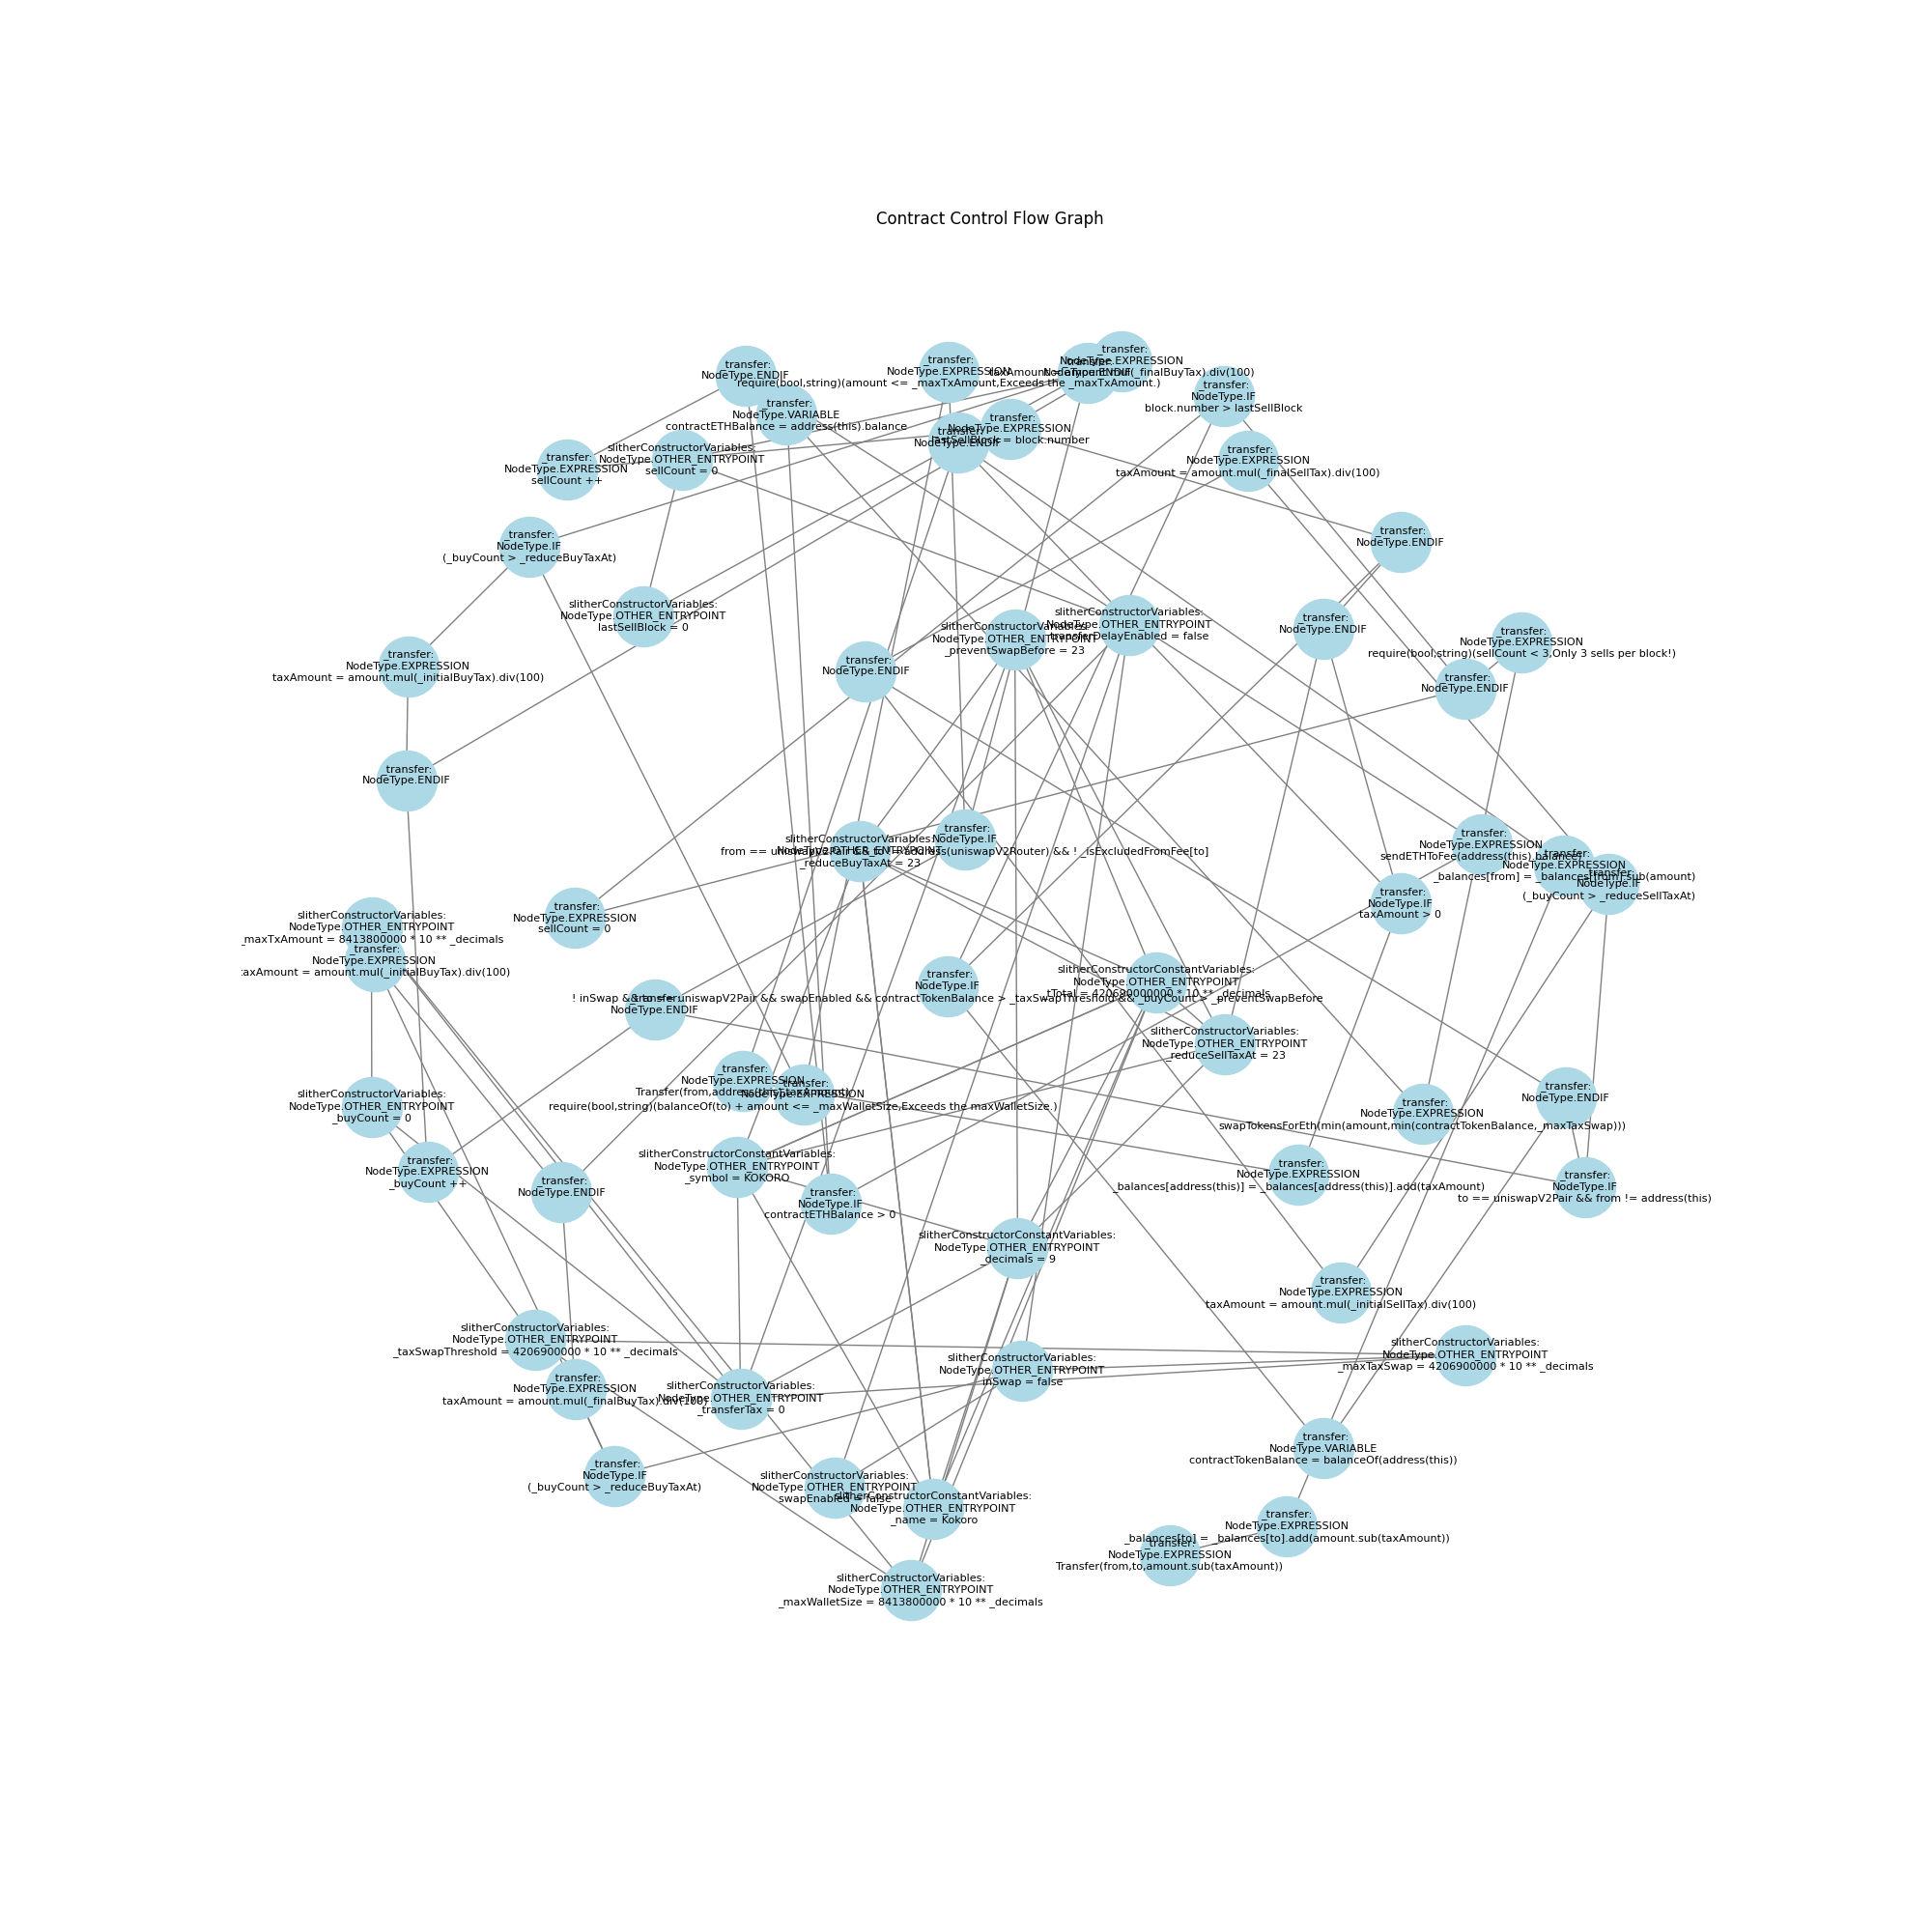 Contract Control Flow Graph
_transfer:
NodeType.EXPRESSION
_transfer:
NodeType.ENDIF
_transfer:
NodeType.EXPRESSION
require(bool,string)(amount <= _maxTxAmount,Exceeds the _maxTxAmount.)
NodeType.ENDIF
_transfer:
NodeType.IF
block.number > lastSellBlock
_transfer:
NodeType.VARIABLE
contractETHBalance = address(this).balance
_transfer:
NodeType.EXPRESSION
lastSellBlock = block.number
NodeType.ENDIF
slitherConstructorVariables:
NodeType.OTHER_ENTRYPOINT
sellCount = 0
_transfer:
NodeType.EXPRESSION
sellCount ++
_transfer:
NodeType.EXPRESSION
taxAmount = amount.mul(_finalSellTax).div(100)
_transfer:
NodeType.IF
(_buyCount > _reduceBuyTaxAt)
_transfer:
NodeType.ENDIF
slitherConstructorVariables:
NodeType.OTHER_ENTRYPOINT
lastSellBlock = 0
slitherConstructorVariables:
NodeType.OTHER_ENTRYPOINT
_preventSwapBefore = 23
slitherConstructorVariables:
NodeType.OTHER_ENTRYPOINT
transferDelayEnabled = false
_transfer:
NodeType.ENDIF
_transfer:
NodeType.EXPRESSION
require(bool,string)(sellCount < 3,Only 3 sells per block!)
_transfer:
NodeType.EXPRESSION
taxAmount = amount.mul(_initialBuyTax).div(100)
_transfer:
NodeType.ENDIF
_transfer:
NodeType.ENDIF
_transfer:
NodeType.ENDIF
slitherConstructorVariables:
NodeType.OTHER_ENTRYPOINT
_reduceBuyTaxAt = 23
_transfer:
NodeType.IF
_transfer:
NodeType.EXPRESSION
sendETHToFee(address(this).balance)
_transfer:
NodeType.EXPRESSION
_balances[from] = _balances[from].sub(amount)
_transfer:
NodeType.IF
(_buyCount > _reduceSellTaxAt)
_transfer:
NodeType.IF
taxAmount > 0
_transfer:
NodeType.EXPRESSION
sellCount = 0
slitherConstructorVariables:
NodeType.OTHER_ENTRYPOINT
_maxTxAmount = 8413800000 * 10 ** _decimals
_transfer:
NodeType.EXPRESSION
taxAmount = amount.mul(_initialBuyTax).div(100)
_transfer:
NodeType.IF
! inSwap && to == uniswapV2Pair && swapEnabled && contractTokenBalance > _taxSwapThreshold && _buyCount > _preventSwapBefore
slitherConstructorConstantVariables:
NodeType.OTHER_ENTRYPOINT
_tTotal = 420690000000 * 10 ** _decimals
NodeType.ENDIF
slitherConstructorVariables:
NodeType.OTHER_ENTRYPOINT
_reduceSellTaxAt = 23
_transfer:
NodeType.EXPRESSION
Transfer(from,address(this),taxAmount)
_transfer:
NodeType.EXPRESSION
require(bool,string)(balanceOf(to) + amount <= _maxWalletSize,Exceeds the maxWalletSize.)
slitherConstructorVariables:
NodeType.OTHER_ENTRYPOINT
_buyCount = 0
_transfer:
NodeType.ENDIF
_transfer:
NodeType.EXPRESSION
swapTokensForEth(min(amount,min(contractTokenBalance,_maxTaxSwap)))
_transfer:
NodeType.EXPRESSION
_buyCount ++
_transfer:
NodeType.ENDIF
slitherConstructorConstantVariables:
NodeType.OTHER_ENTRYPOINT
_symbol = KOKORO
_transfer:
NodeType.IF
contractETHBalance > 0
_transfer:
NodeType.EXPRESSION
_balances[address(this)] = _balances[address(this)].add(taxAmount)
_transfer:
NodeType.IF
to == uniswapV2Pair && from != address(this)
slitherConstructorConstantVariables:
NodeType.OTHER_ENTRYPOINT
_decimals = 9
_transfer:
NodeType.EXPRESSION
taxAmount = amount.mul(_initialSellTax).div(100)
slitherConstructorVariables:
NodeType.OTHER_ENTRYPOINT
_taxSwapThreshold = 4206900000 * 10 ** _decimals
slitherConstructorVariables:
NodeType.OTHER_ENTRYPOINT
_maxTaxSwap = 4206900000 * 10 ** _decimals
slitherConstructorVariables:
NodeType.OTHER_ENTRYPOINT
inSwap = false
_transfer:
NodeType.EXPRESSION
taxAmount = amount.mul(_finalBuyTax).div(100)
slitherConstructorVariables:
NodeType.OTHER_ENTRYPOINT
_transferTax = 0
_transfer:
NodeType.VARIABLE
contractTokenBalance = balanceOf(address(this))
_transfer:
NodeType.IF
(_buyCount > _reduceBuyTaxAt)
slitherConstructorVariables:
NodeType.OTHER_ENTRYPOINT
swapEnabled = false
slitherConstructorConstantVariables:
NodeType.OTHER_ENTRYPOINT
_name = Kokoro
_transfer:
NodeType.EXPRESSION
_balances[to] = _balances[to].add(amount.sub(taxAmount))
_transfer:
NodeType.EXPRESSION
Transfer(from,to,amount.sub(taxAmount))
slitherConstructorVariables:
NodeType.OTHER_ENTRYPOINT
_maxWalletSize = 8413800000 * 10 ** _decimals